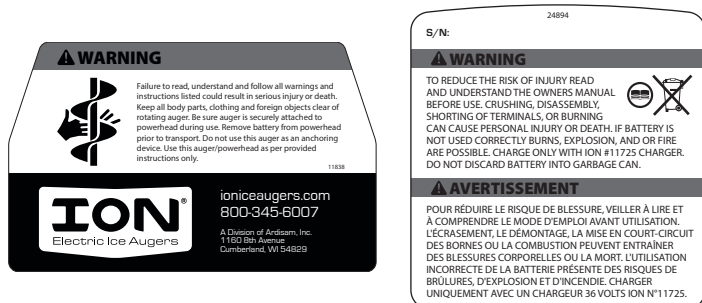 WARNING
Failure to read, understand and follow all warnings and
instructions listed could result in serious injury or death.
Keep all body parts, clothing and foreign objects clear of
rotating auger. Be sure auger is securely attached to
powerhead during use. Remove battery from powerhead
prior to transport. Do not use this auger as an anchoring
device. Use this auger/powerhead as per provided
instructions only.
11838
ION®
Electric Ice Augers
ioniceaugers.com
800-345-6007
A Division of Ardisam, Inc.
1160 8th Avenue
Cumberland, WI 54829
24894
S/N:
WARNING
TO REDUCE THE RISK OF INJURY READ
AND UNDERSTAND THE OWNERS MANUAL
BEFORE USE. CRUSHING, DISASSEMBLY,
SHORTING OF TERMINALS, OR BURNING
CAN CAUSE PERSONAL INJURY OR DEATH. IF BATTERY IS
NOT USED CORRECTLY BURNS, EXPLOSION, AND OR FIRE
ARE POSSIBLE. CHARGE ONLY WITH ION #11725 CHARGER.
DO NOT DISCARD BATTERY INTO GARBAGE CAN.
AVERTISSEMENT
POUR RÉDUIRE LE RISQUE DE BLESSURE, VEILLER À LIRE ET
À COMPRENDRE LE MODE D'EMPLOI AVANT UTILISATION.
L'ÉCRASEMENT, LE DÉMONTAGE, LA MISE EN COURT-CIRCUIT
DES BORNES OU LA COMBUSTION PEUVENT ENTRAÎNER
DES BLESSURES CORPORELLES OU LA MORT. L'UTILISATION
INCORRECTE DE LA BATTERIE PRÉSENTE DES RISQUES DE
BRÛLURES, D'EXPLOSION ET D'INCENDIE. CHARGER
UNIQUEMENT AVEC UN CHARGEUR 36 VOLTS ION N°11725.